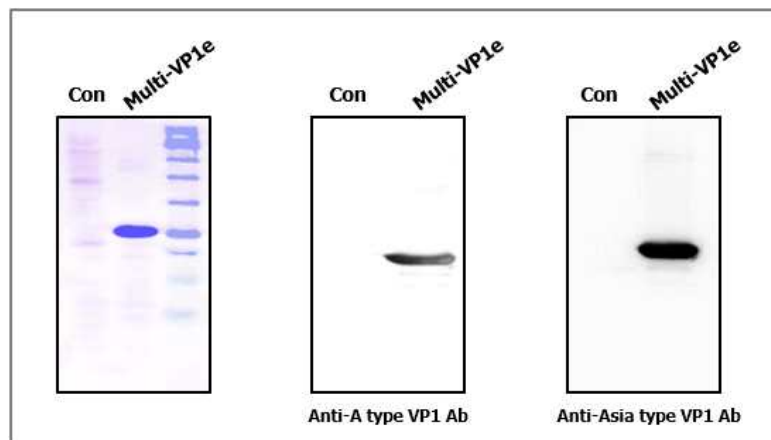 Con Multi-VP1e
Con Multi-VP1e
Con Multi-VP1e
Anti-A type VP1 Ab
Anti-Asia type VP1 Ab